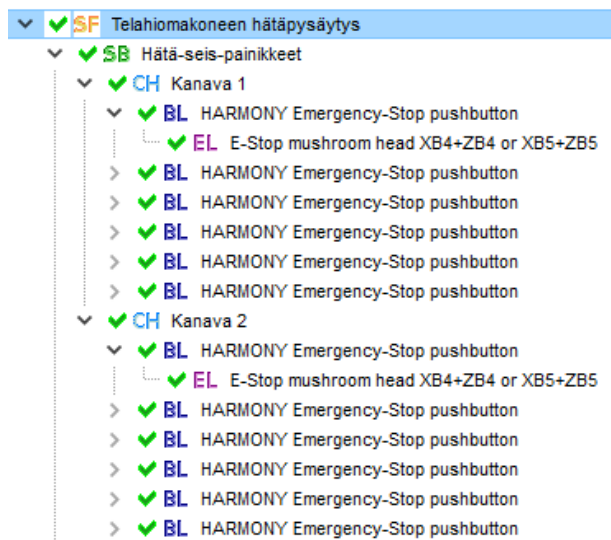 SF Telahiomakoneen hätäpysäytys
SB Hätä-seis-painikkeet
CH Kanava 1
BL HARMONY Emergency-Stop pushbutton
EL E-Stop mushroom head XB4+ZB4 or XB5+ZB5
BL HARMONY Emergency-Stop pushbutton
BL HARMONY Emergency-Stop pushbutton
BL HARMONY Emergency-Stop pushbutton
BL HARMONY Emergency-Stop pushbutton
BL HARMONY Emergency-Stop pushbutton
CH Kanava 2
BL HARMONY Emergency-Stop pushbutton
EL E-Stop mushroom head XB4+ZB4 or XB5+ZB5
BL HARMONY Emergency-Stop pushbutton
BL HARMONY Emergency-Stop pushbutton
BL HARMONY Emergency-Stop pushbutton
BL HARMONY Emergency-Stop pushbutton
BL HARMONY Emergency-Stop pushbutton